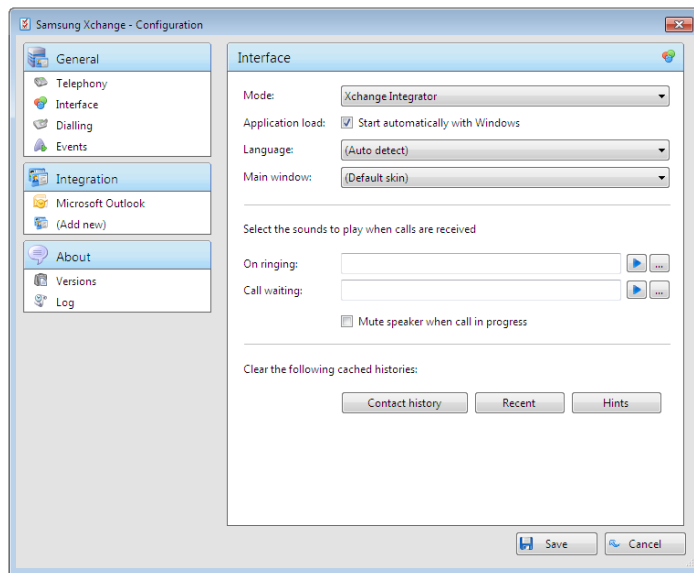 Samsung Xchange - Configuration
General
Telephony
Interface
Dialling
Events
Integration
Microsoft Outlook
(Add new)
About
Versions
Log
Interface
Mode: Xchange Integrator
Application load: Start automatically with Windows
Language: (Auto detect)
Main window: (Default skin)
Select the sounds to play when calls are received
On ringing: ...
Call waiting: ...
Mute speaker when call in progress
Clear the following cached histories:
Contact history Recent Hints
Save Cancel